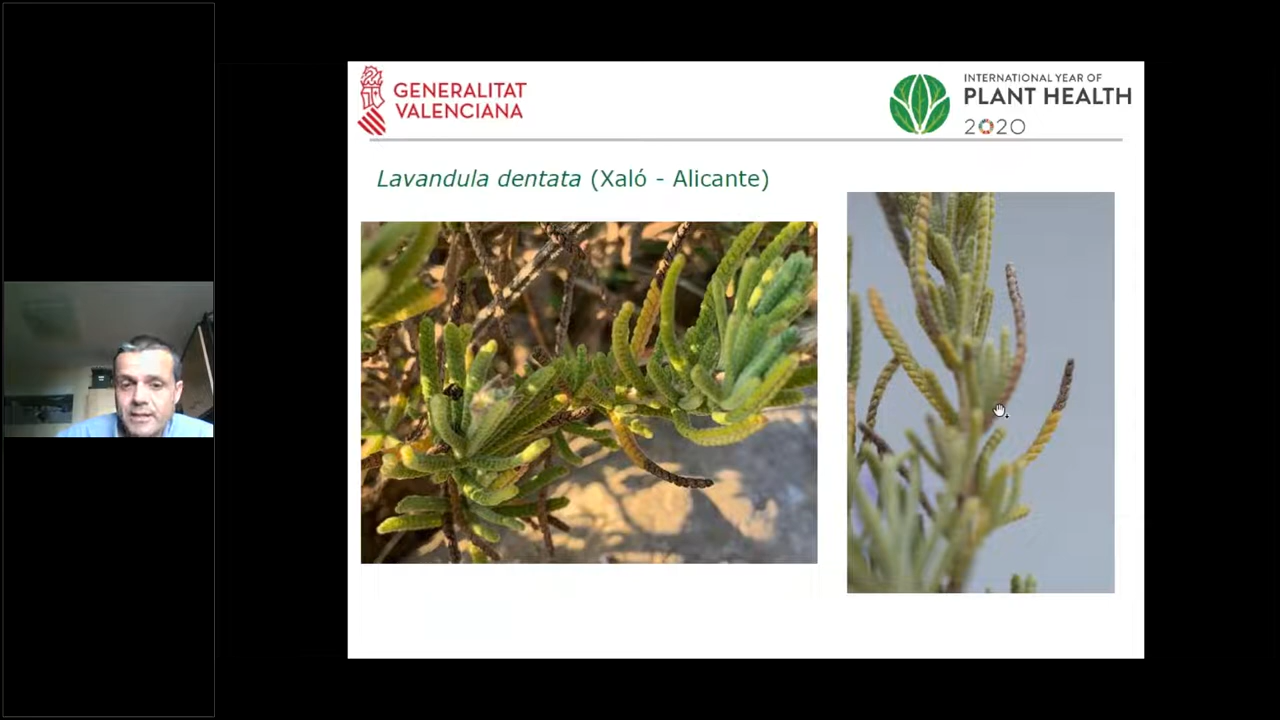 GENERALITAT
VALENCIANA
INTERNATIONAL YEAR OF
PLANT HEALTH
2020
Lavandula dentata (Xaló - Alicante)